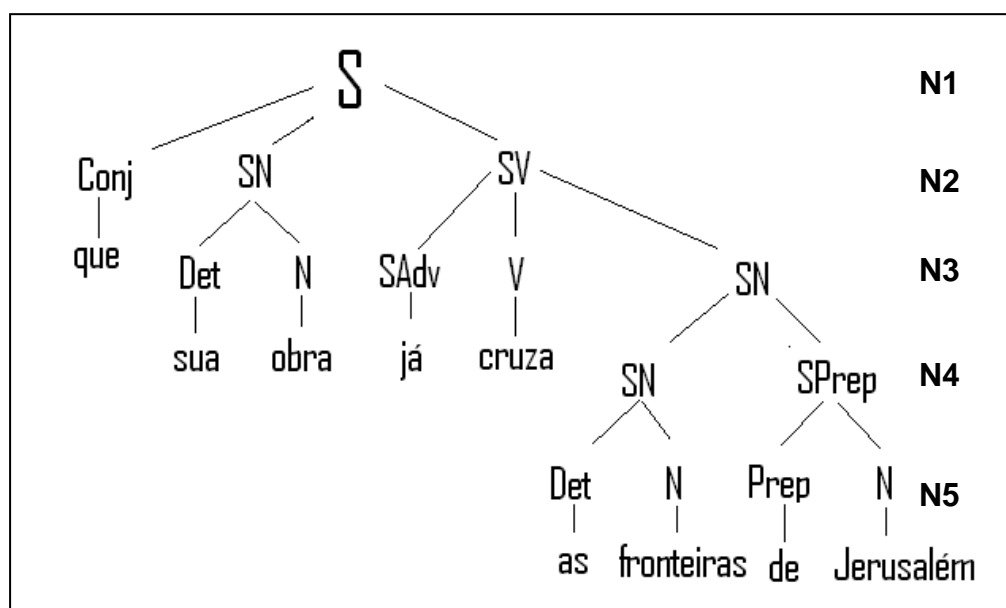 S N1
Conj SN SV N2
que
Det N SAdv V SN N3
sua obra já cruza
SN SPrep N4
Det N Prep N N5
as fronteiras de Jerusalém